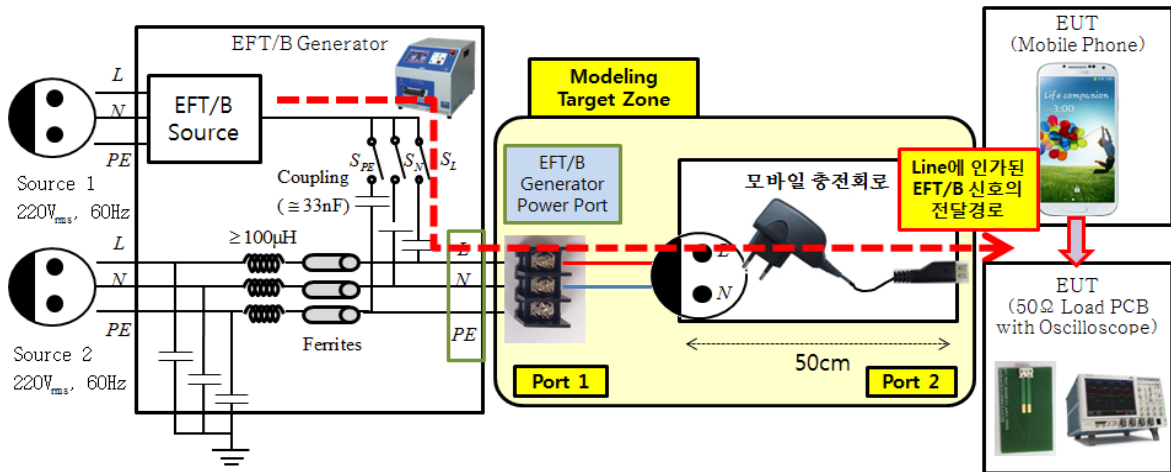 EFT/B Generator
L
N
PE
EFT/B
Source
Source 1
220Vrms, 60Hz
Coupling
(≅33nF)
SPE
SN
SL
L
N
PE
≥100μH
Ferrites
Source 2
220Vrms, 60Hz
L
N
PE
Modeling
Target Zone
EFT/B
Generator
Power Port
모바일 충전회로
L
N
50cm
Port 1
Port 2
Line에 인가된
EFT/B 신호의
전달경로
EUT
(Mobile Phone)
Life companion
EUT
(50Ω Load PCB
with Oscilloscope)